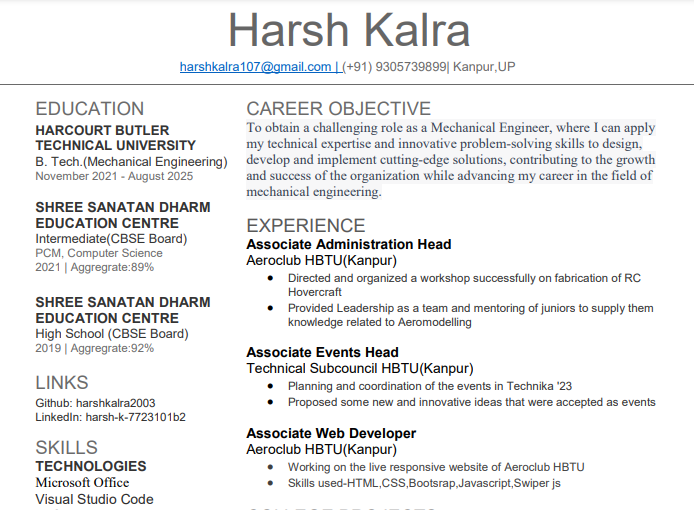 Harsh Kalra
harshkalra107@gmail.com | (+91) 9305739899| Kanpur,UP
EDUCATION
HARCOURT BUTLER
TECHNICAL UNIVERSITY
B. Tech.(Mechanical Engineering)
November 2021 - August 2025
SHREE SANATAN DHARM
EDUCATION CENTRE
Intermediate(CBSE Board)
PCM, Computer Science
2021 | Aggregrate:89%
SHREE SANATAN DHARM
EDUCATION CENTRE
High School (CBSE Board)
2019 | Aggregrate:92%
LINKS
Github: harshkalra2003
LinkedIn: harsh-k-7723101b2
SKILLS
TECHNOLOGIES
Microsoft Office
Visual Studio Code
CAREER OBJECTIVE
To obtain a challenging role as a Mechanical Engineer, where I can apply
my technical expertise and innovative problem-solving skills to design,
develop and implement cutting-edge solutions, contributing to the growth
and success of the organization while advancing my career in the field of
mechanical engineering.
EXPERIENCE
Associate Administration Head
Aeroclub HBTU(Kanpur)
● Directed and organized a workshop successfully on fabrication of RC
Hovercraft
● Provided Leadership as a team and mentoring of juniors to supply them
knowledge related to Aeromodelling
Associate Events Head
Technical Subcouncil HBTU(Kanpur)
● Planning and coordination of the events in Technika '23
● Proposed some new and innovative ideas that were accepted as events
Associate Web Developer
Aeroclub HBTU(Kanpur)
● Working on the live responsive website of Aeroclub HBTU
● Skills used-HTML,CSS,Bootsrap,Javascript,Swiper js